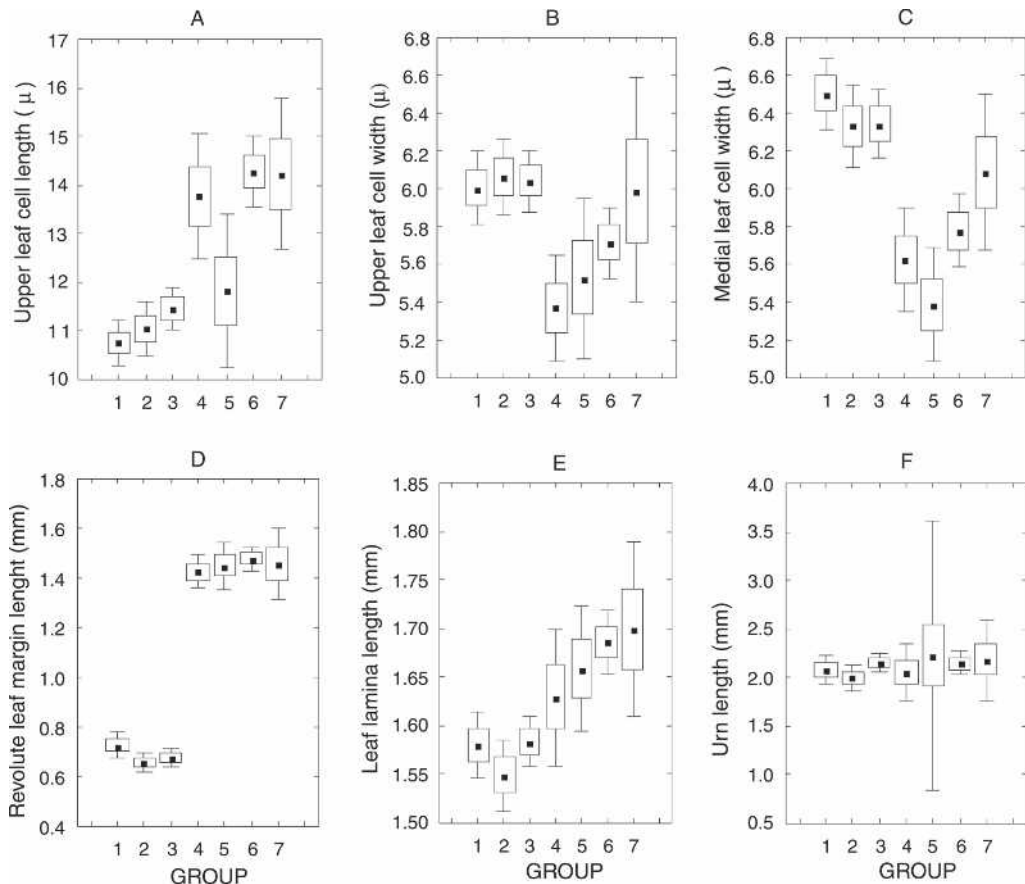 A
Upper leaf cell length ( μ )
17
16
15
14
13
12
11
10
1 2 3 4 5 6 7
B
Upper leaf cell width (μ)
6.8
6.6
6.4
6.2
6.0
5.8
5.6
5.4
5.2
5.0
1 2 3 4 5 6 7
C
Medial leaf cell width (μ)
6.8
6.6
6.4
6.2
6.0
5.8
5.6
5.4
5.2
5.0
1 2 3 4 5 6 7
D
Revolute leaf margin lenght (mm)
1.8
1.6
1.4
1.2
1.0
0.8
0.6
0.4
1 2 3 4 5 6 7
GROUP
E
Leaf lamina length (mm)
1.85
1.80
1.75
1.70
1.65
1.60
1.55
1.50
1 2 3 4 5 6 7
GROUP
F
Urn length (mm)
4.0
3.5
3.0
2.5
2.0
1.5
1.0
0.5
1 2 3 4 5 6 7
GROUP